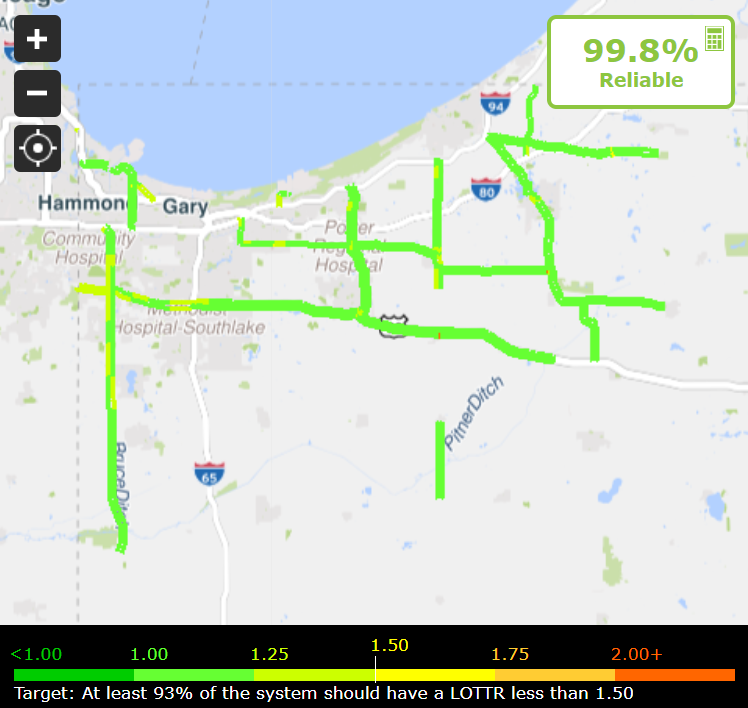 +
99.8%
Reliable
−
94
80
Hammond
Gary
Community
Hospital
Porter
Regional
Hospital
Methodist
Hospital-Southlake
PitnerDitch
65
<1.00 1.00 1.25 1.50 1.75 2.00+
Target: At least 93% of the system should have a LOTTR less than 1.50